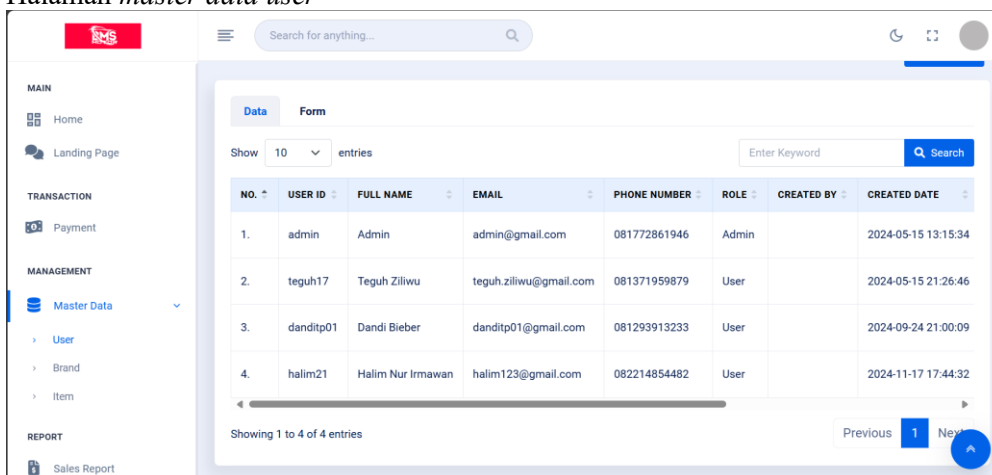 Halaman master data user
RMS
Search for anything...
MAIN
Home
Landing Page
TRANSACTION
Payment
MANAGEMENT
Master Data
User
Brand
Item
REPORT
Sales Report
Data Form
Show 10 entries
Enter Keyword Search
NO. USER ID FULL NAME EMAIL PHONE NUMBER ROLE CREATED BY CREATED DATE
1. admin Admin admin@gmail.com 081772861946 Admin 2024-05-15 13:15:34
2. teguh17 Teguh Ziliwu teguh.ziliwu@gmail.com 081371959879 User 2024-05-15 21:26:46
3. danditp01 Dandi Bieber danditp01@gmail.com 081293913233 User 2024-09-24 21:00:09
4. halim21 Halim Nur Irmawan halim123@gmail.com 082214854482 User 2024-11-17 17:44:32
Showing 1 to 4 of 4 entries
Previous 1 Next